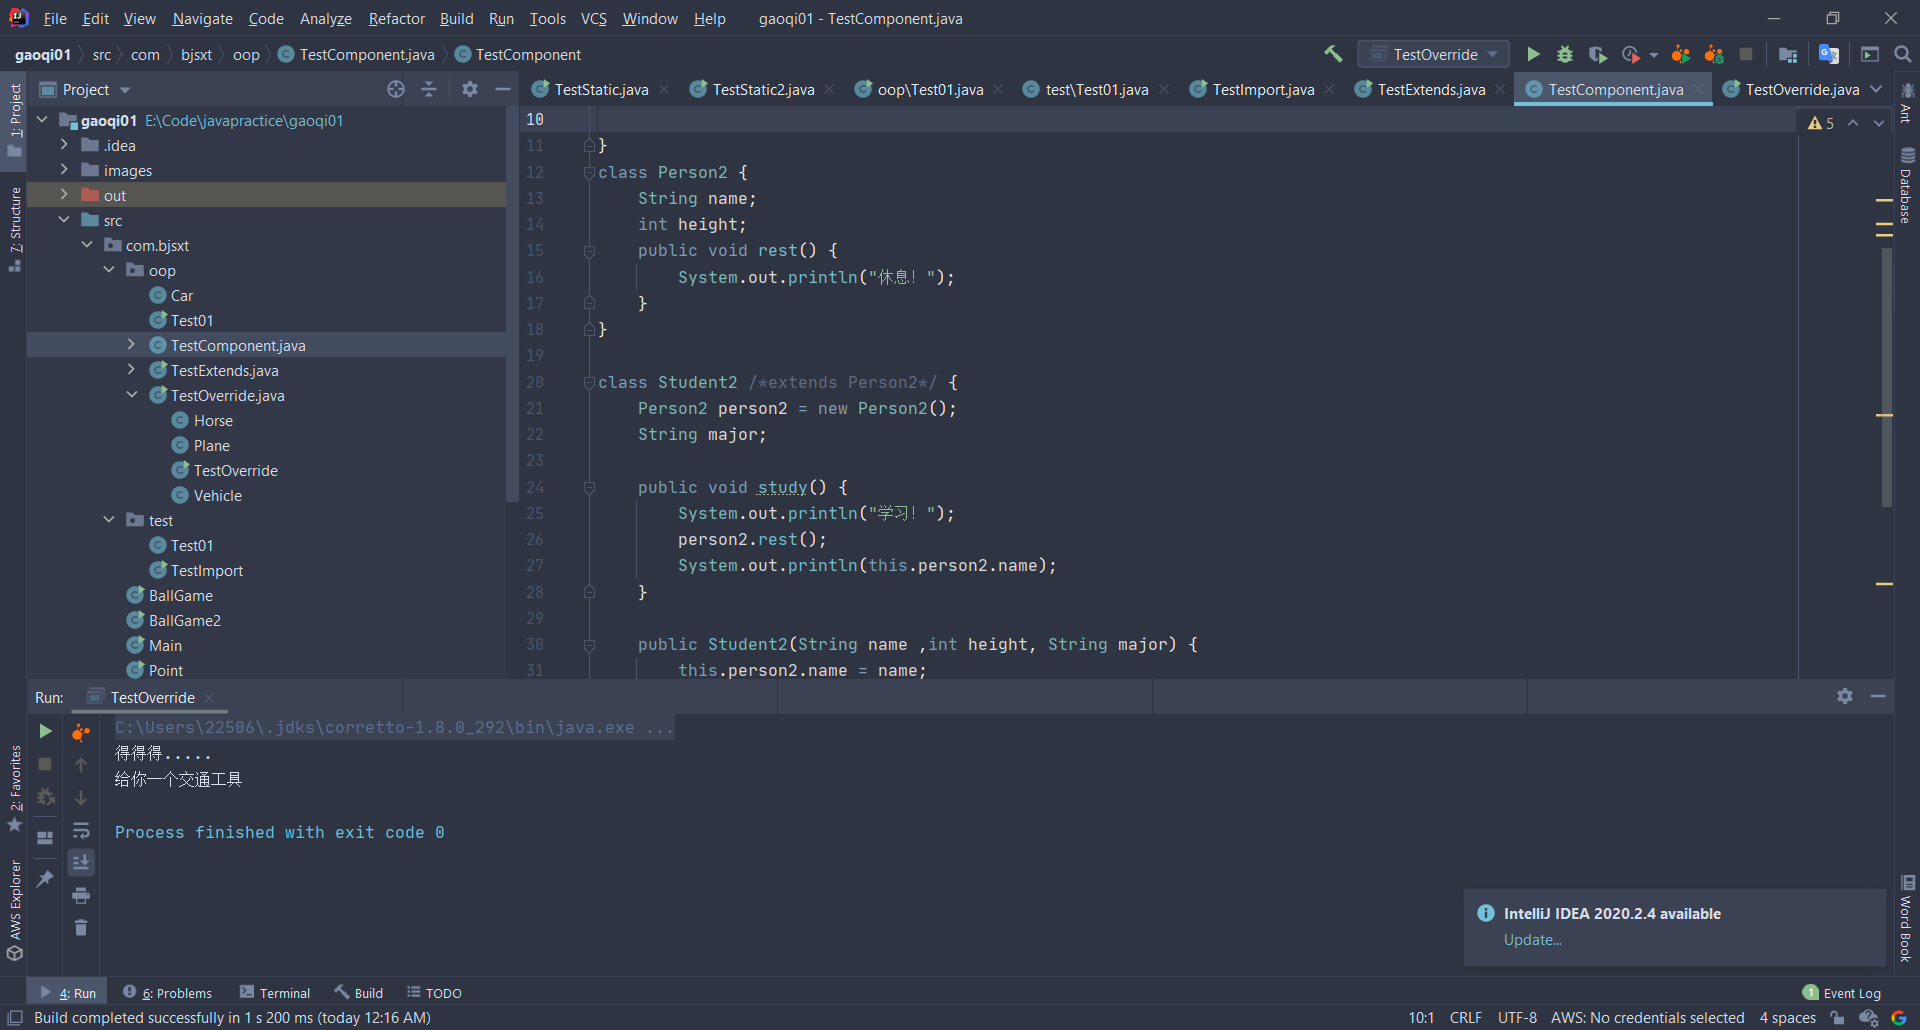 File Edit View Navigate Code Analyze Refactor Build Run Tools VCS Window Help gaoqi01 - TestComponent.java
gaoqi01 src com bjsxt oop TestComponent.java TestComponent TestOverride
Project TestStatic.java TestStatic2.java oop\Test01.java test\Test01.java TestImport.java TestExtends.java TestComponent.java TestOverride.java
1: Project
7: Structure
2: Favorites
AWS Explorer
gaoqi01 E:\Code\javapractice\gaoqi01
.idea
images
out
src
com.bjsxt
oop
Car
Test01
TestComponent.java
TestExtends.java
TestOverride.java
Horse
Plane
TestOverride
Vehicle
test
Test01
TestImport
BallGame
BallGame2
Main
Point
5
10
11 }
12 class Person2 {
13 String name;
14 int height;
15 public void rest() {
16 System.out.println("休息！");
17 }
18 }
19
20 class Student2 /*extends Person2*/ {
21 Person2 person2 = new Person2();
22 String major;
23
24 public void study() {
25 System.out.println("学习！");
26 person2.rest();
27 System.out.println(this.person2.name);
28 }
29
30 public Student2(String name ,int height, String major) {
31 this.person2.name = name;
Ant
Database
Word Book
Run: TestOverride
C:\Users\22506\.jdks\corretto-1.8.0_292\bin\java.exe ...
得得得.....
给你一个交通工具
Process finished with exit code 0
IntelliJ IDEA 2020.2.4 available
Update...
4: Run 6: Problems Terminal Build TODO 1 Event Log
Build completed successfully in 1 s 200 ms (today 12:16 AM) 10:1 CRLF UTF-8 AWS: No credentials selected 4 spaces